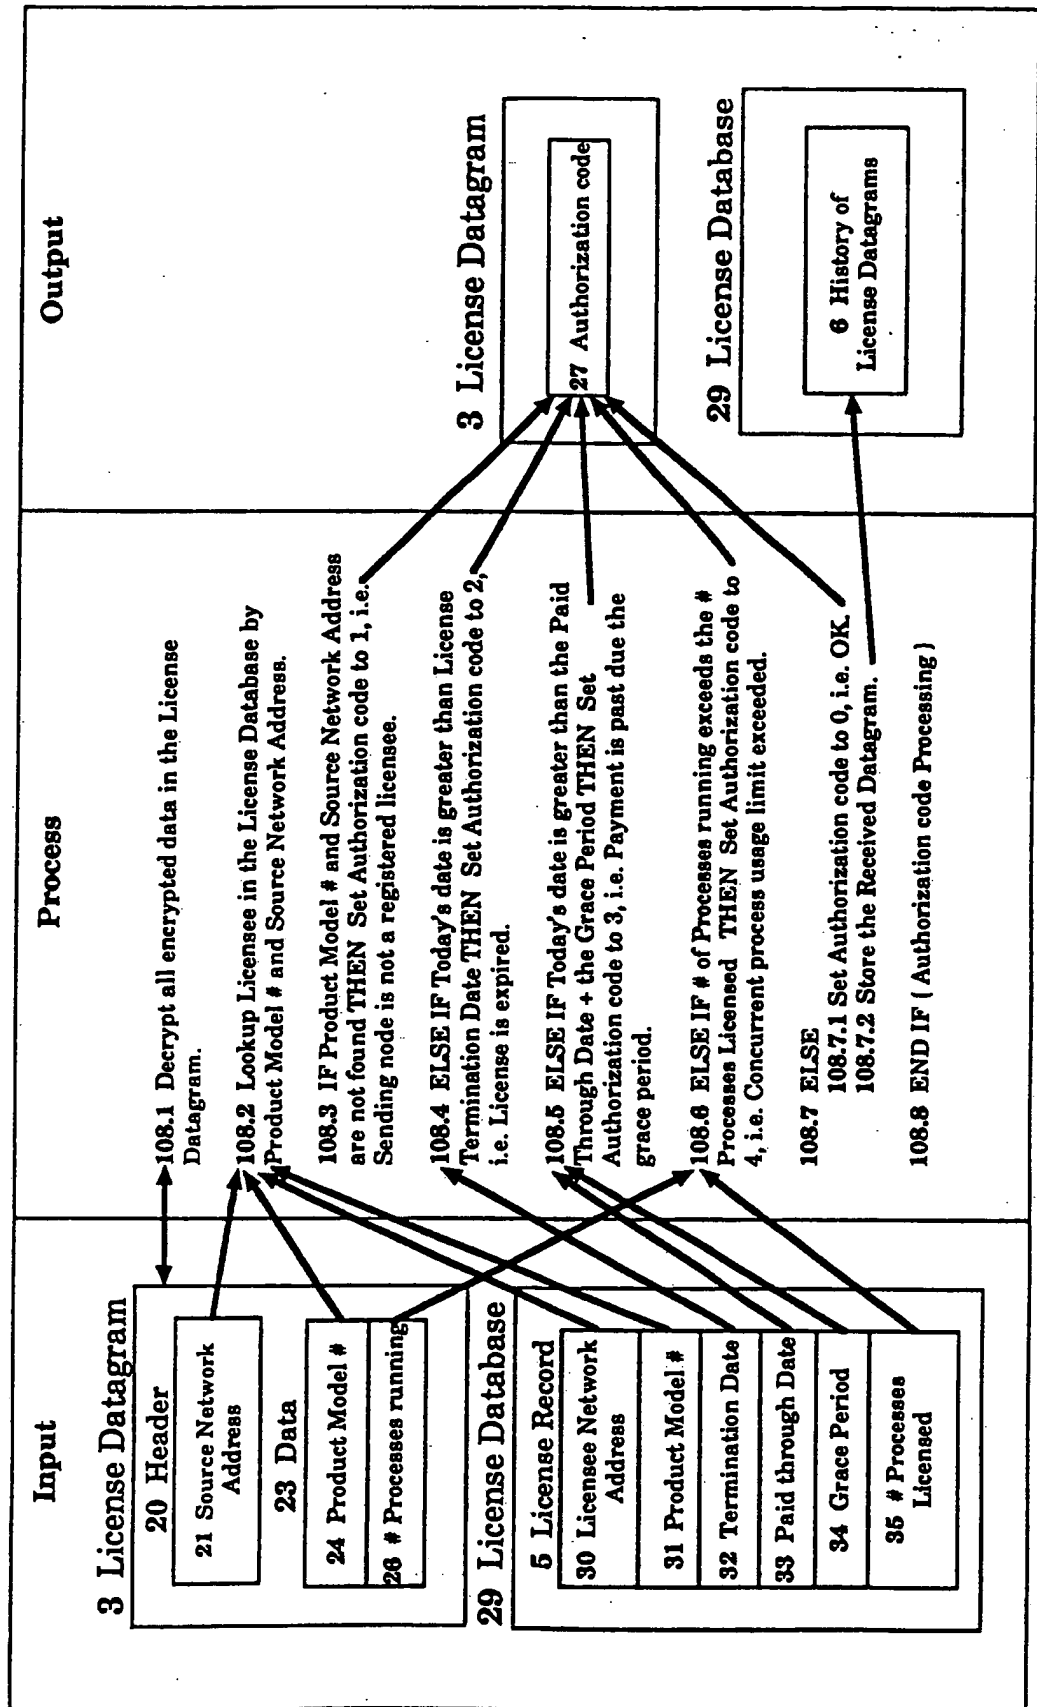 Input
3 License Datagram
20 Header
21 Source Network
Address
23 Data
24 Product Model #
26 # Processes running
29 License Database
5 License Record
30 Licensee Network
Address
31 Product Model #
32 Termination Date
33 Paid through Date
34 Grace Period
35 # Processes
Licensed
Process
108.1 Decrypt all encrypted data in the License
Datagram.
108.2 Lookup Licensee in the License Database by
Product Model # and Source Network Address.
108.3 IF Product Model # and Source Network Address
are not found THEN Set Authorization code to 1, i.e.
Sending node is not a registered licensee.
108.4 ELSE IF Today's date is greater than License
Termination Date THEN Set Authorization code to 2,
i.e. License is expired.
108.5 ELSE IF Today's date is greater than the Paid
Through Date + the Grace Period THEN Set
Authorization code to 3, i.e. Payment is past due the
grace period.
108.6 ELSE IF # of Processes running exceeds the #
Processes Licensed THEN Set Authorization code to
4, i.e. Concurrent process usage limit exceeded.
108.7 ELSE
108.7.1 Set Authorization code to 0, i.e. OK.
108.7.2 Store the Received Datagram.
108.8 END IF { Authorization code Processing }
Output
3 License Datagram
27 Authorization code
29 License Database
6 History of
License Datagrams